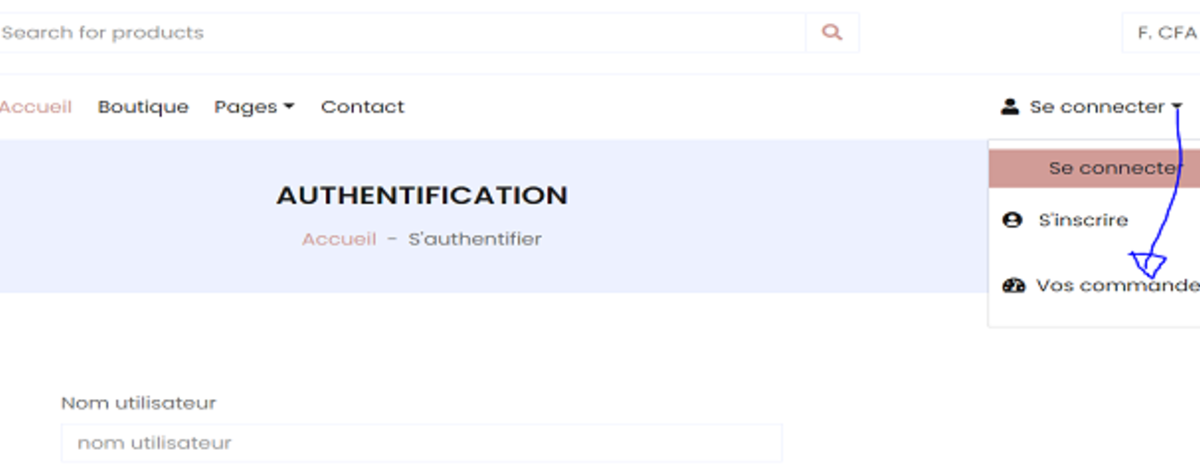 Search for products
F. CFA
Accueil Boutique Pages Contact Se connecter
Se connecter
AUTHENTIFICATION
S'inscrire
Accueil - S'authentifier
Vos commande
Nom utilisateur
nom utilisateur